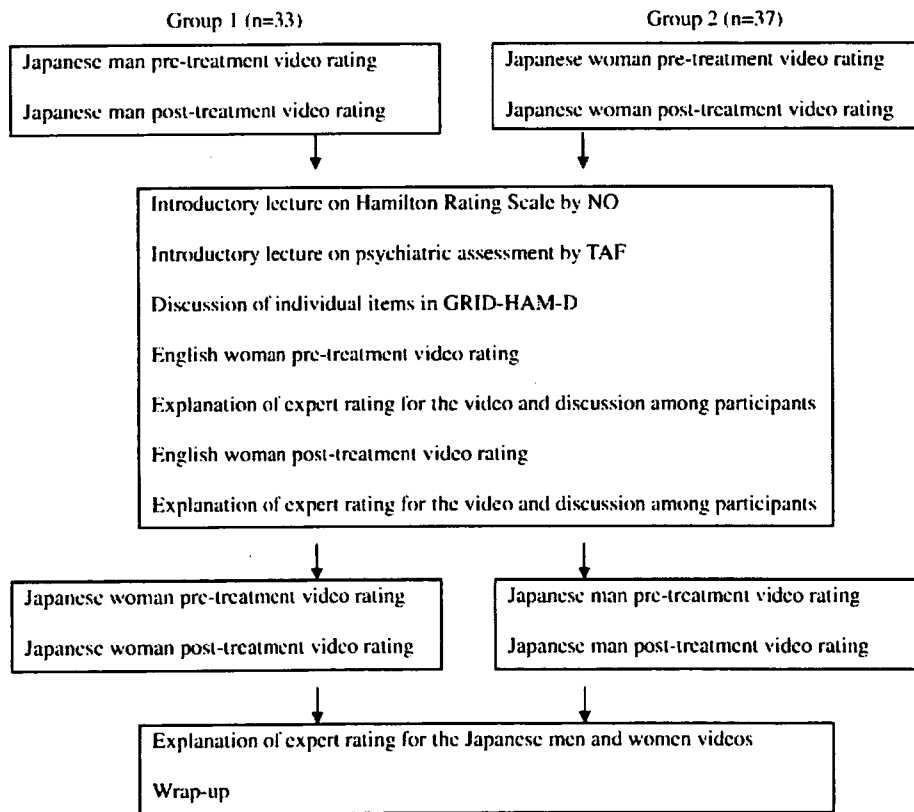 Group 1 (n=33)
Group 2 (n=37)
Japanese man pre-treatment video rating
Japanese man post-treatment video rating
Japanese woman pre-treatment video rating
Japanese woman post-treatment video rating
Introductory lecture on Hamilton Rating Scale by NO
Introductory lecture on psychiatric assessment by TAF
Discussion of individual items in GRID-HAM-D
English woman pre-treatment video rating
Explanation of expert rating for the video and discussion among participants
English woman post-treatment video rating
Explanation of expert rating for the video and discussion among participants
Japanese woman pre-treatment video rating
Japanese woman post-treatment video rating
Japanese man pre-treatment video rating
Japanese man post-treatment video rating
Explanation of expert rating for the Japanese men and women videos
Wrap-up